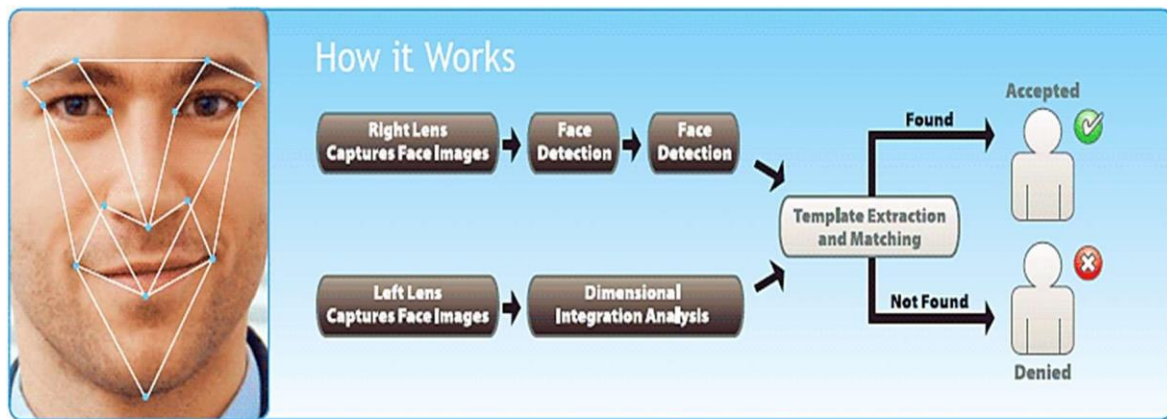 How it Works
Right Lens
Captures Face Images
Face
Detection
Face
Detection
Left Lens
Captures Face Images
Dimensional
Integration Analysis
Template Extraction
and Matching
Found
Accepted
Not Found
Denied